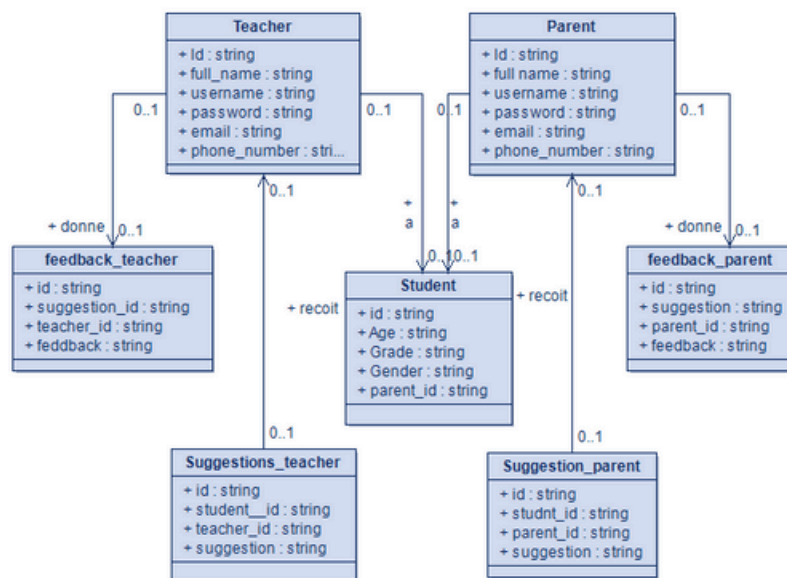 Teacher
+ Id : string
+ full_name : string
+ username : string
+ password : string
+ email : string
+ phone_number : stri...
Parent
+ Id : string
+ full name : string
+ username : string
+ password : string
+ email : string
+ phone_number : string
0..1
0..1
0..1
0..1
0..1
0..1
+ donne
0..1
+
a
0..1
+
a
0..1
+ donne
0..1
feedback_teacher
+ id : string
+ suggestion_id : string
+ teacher_id : string
+ feddback : string
+ recoit
Student
+ id : string
+ Age : string
+ Grade : string
+ Gender : string
+ parent_id : string
+ recoit
feedback_parent
+ id : string
+ suggestion : string
+ parent_id : string
+ feedback : string
0..1
0..1
Suggestions_teacher
+ id : string
+ student__id : string
+ teacher_id : string
+ suggestion : string
Suggestion_parent
+ id : string
+ studnt_id : string
+ parent_id : string
+ suggestion : string